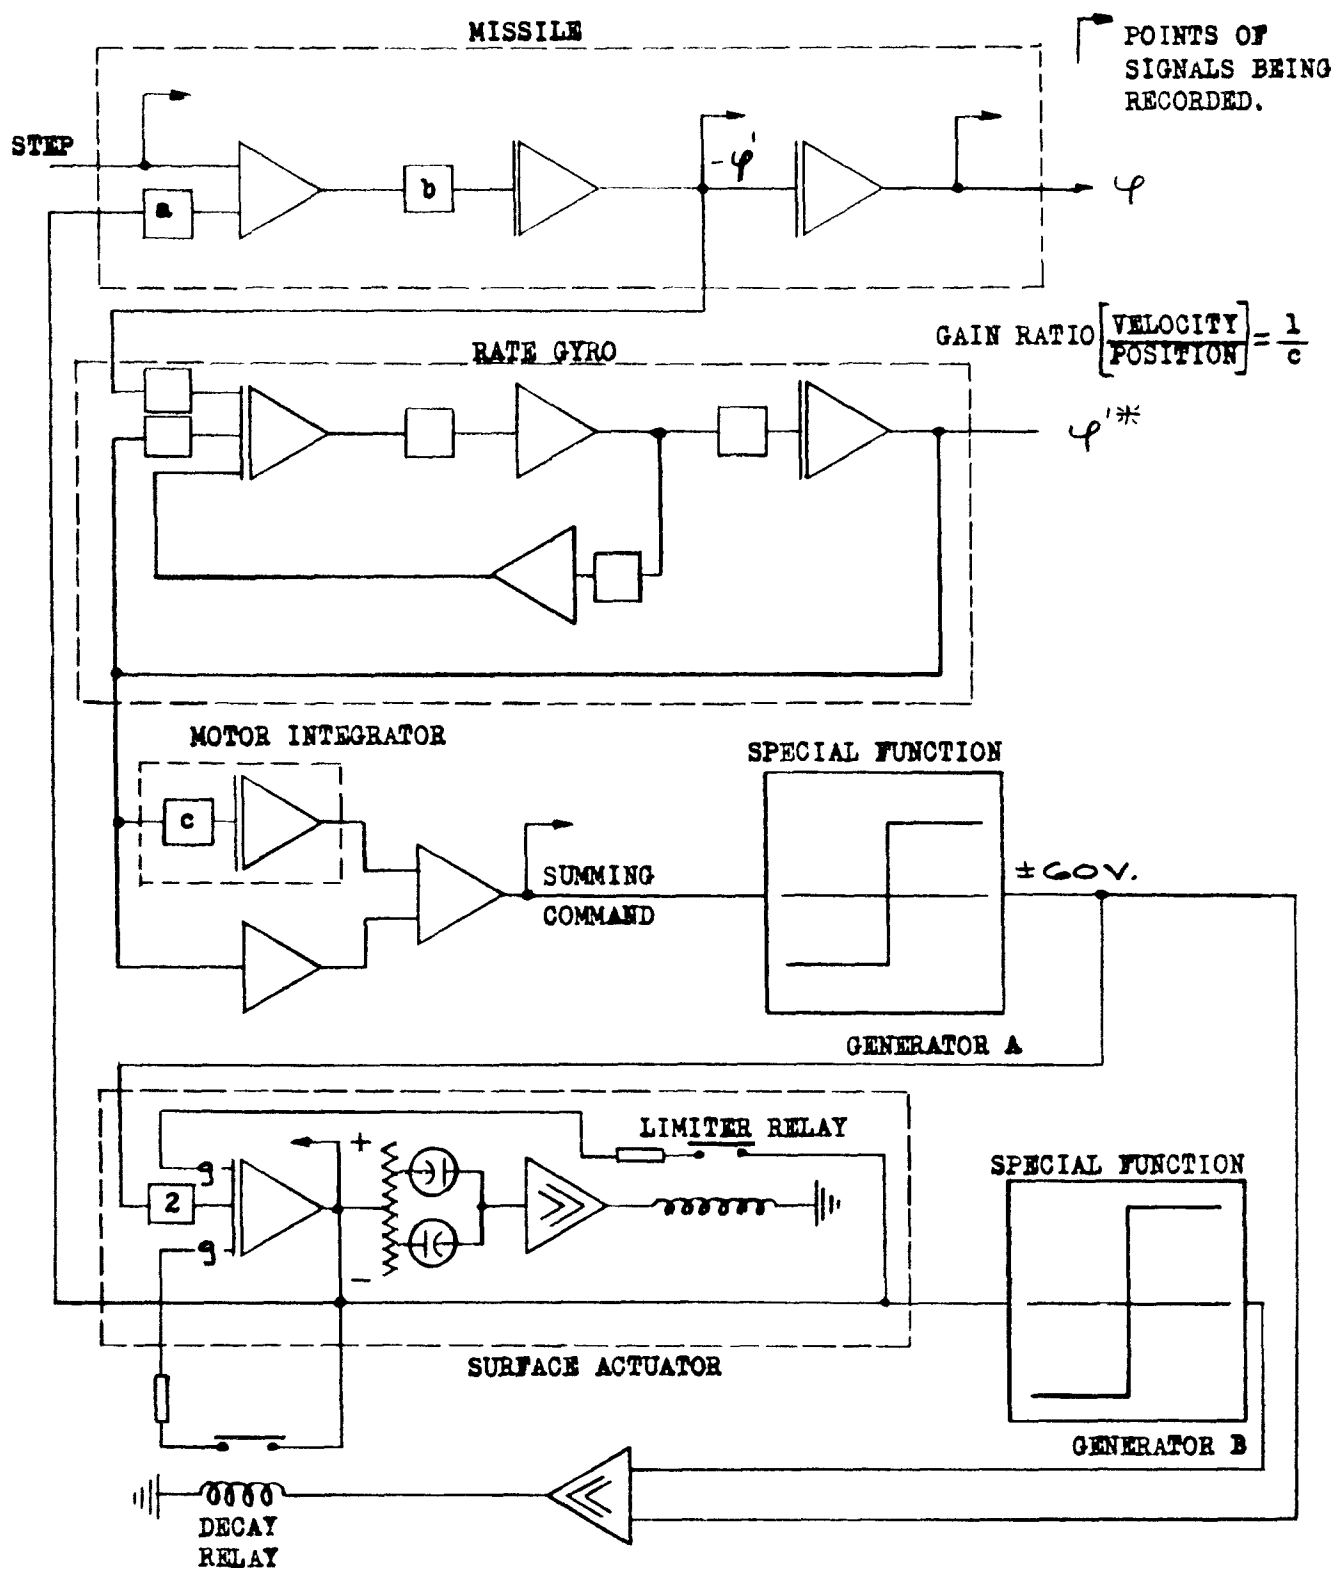 MISSILE
POINTS OF
SIGNALS BEING
RECORDED.
STEP
a
b
-φ'
φ
GAIN RATIO [VELOCITY/POSITION] = 1/c
RATE GYRO
φ'*
MOTOR INTEGRATOR
SPECIAL FUNCTION
c
±60V.
SUMMING
COMMAND
GENERATOR A
+
LIMITER RELAY
SPECIAL FUNCTION
g
2
g
-
SURFACE ACTUATOR
GENERATOR B
DECAY
RELAY